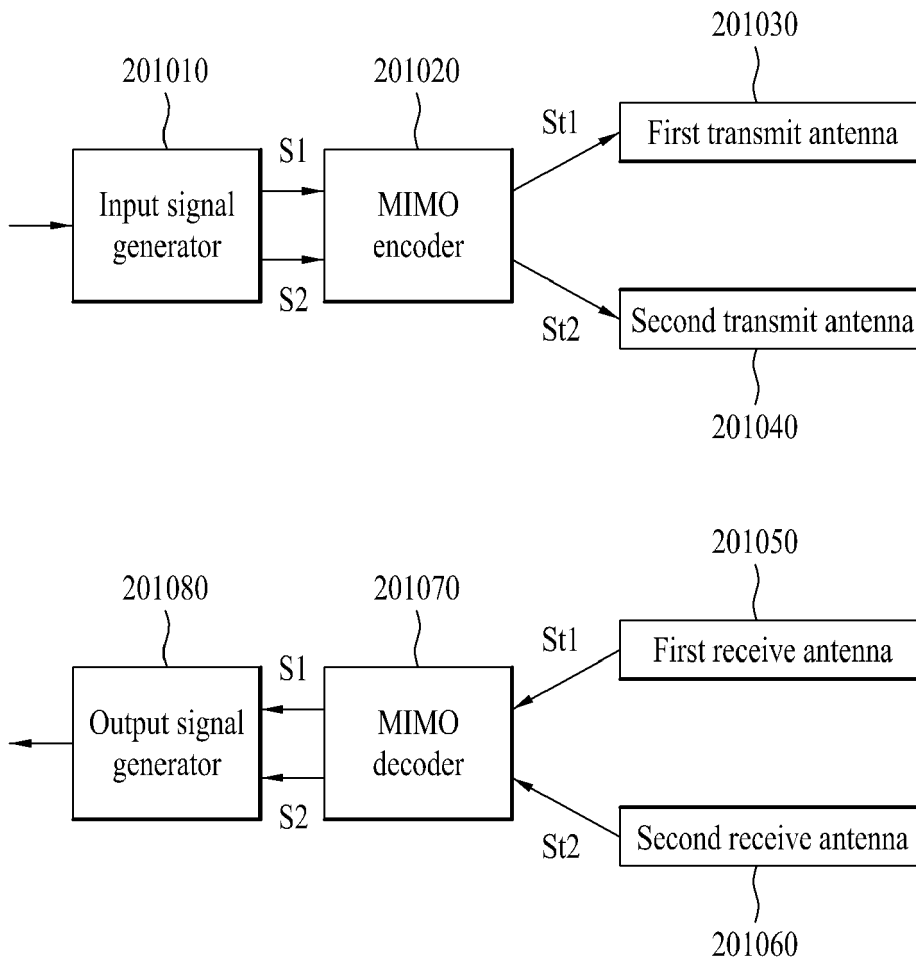 201030
201010
201020
St1
S1
First transmit antenna
Input signal
generator
MIMO
encoder
S2
St2
Second transmit antenna
201040
201050
201080
201070
St1
S1
First receive antenna
Output signal
generator
MIMO
decoder
S2
St2
Second receive antenna
201060